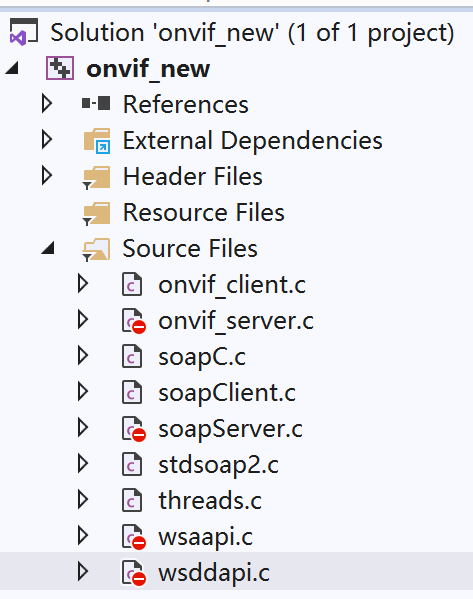 Solution 'onvif_new' (1 of 1 project)
onvif_new
References
External Dependencies
Header Files
Resource Files
Source Files
onvif_client.c
onvif_server.c
soapC.c
soapClient.c
soapServer.c
stdsoap2.c
threads.c
wsaapi.c
wsddapi.c